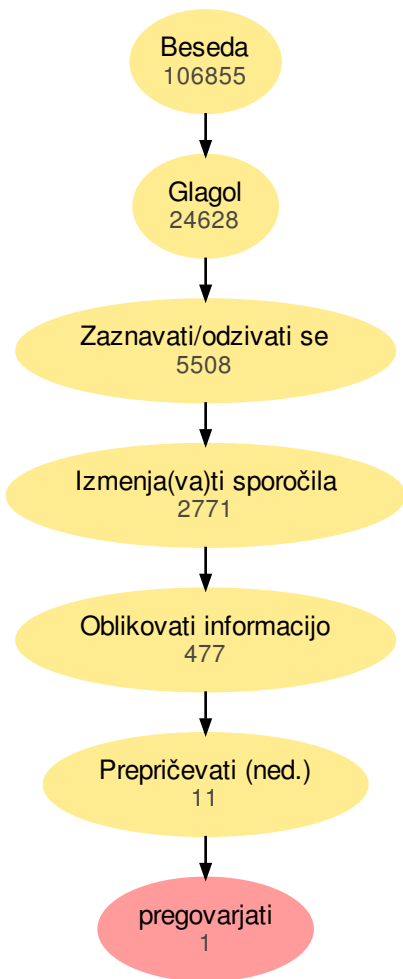 Beseda
106855
Glagol
24628
Zaznavati/odzivati se
5508
Izmenja(va)ti sporočila
2771
Oblikovati informacijo
477
Prepričevati (ned.)
11
pregovarjati
1